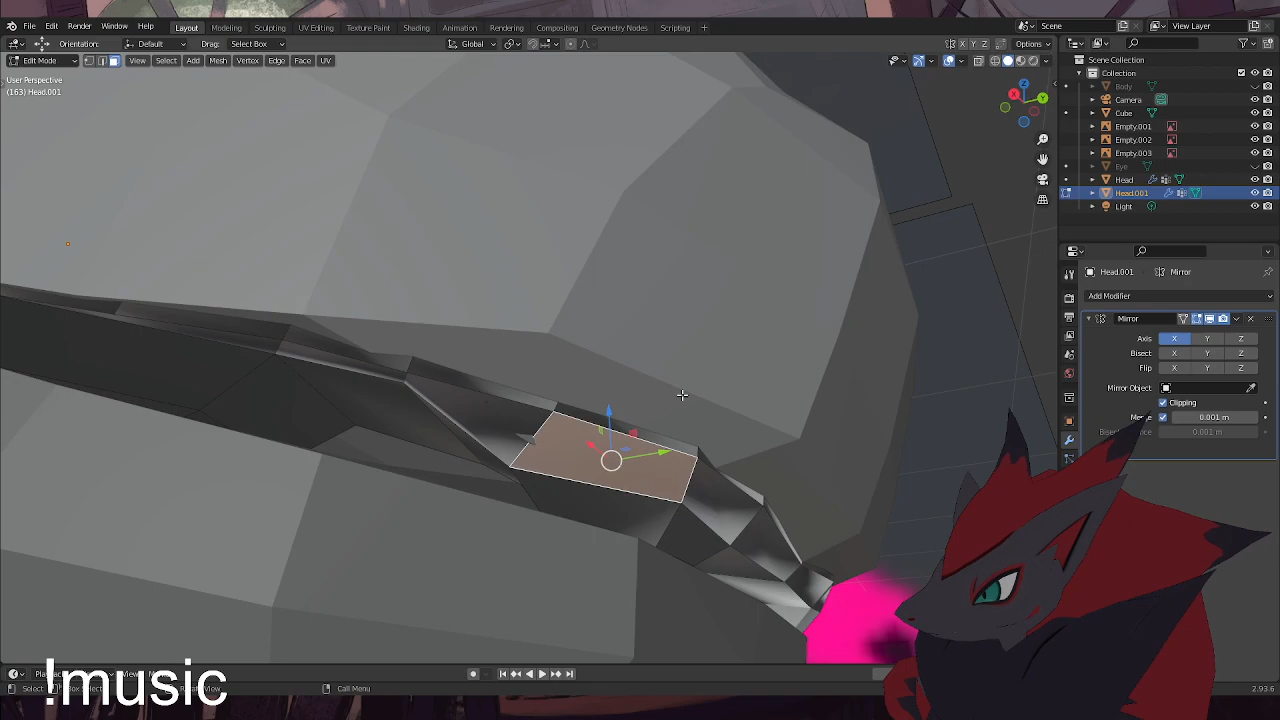 File Edit Render Window Help Layout Modeling Sculpting UV Editing Texture Paint Shading Animation Rendering Compositing Geometry Nodes Scripting + Scene View Layer
Orientation: Default Drag: Select Box Global X Y Z Options
Edit Mode View Select Add Mesh Vertex Edge Face UV
User Perspective
(163) Head.001
X Y Z
Scene Collection
Collection
Body
Camera
Cube
Empty.001
Empty.002
Empty.003
Eye
Head
Head.001
Light
Head.001 Mirror
Add Modifier
Mirror
Axis X Y Z
Bisect X Y Z
Flip X Y Z
Mirror Object
Clipping
0.001 m
0.001 m
!music
Select Call Menu 2.93.6